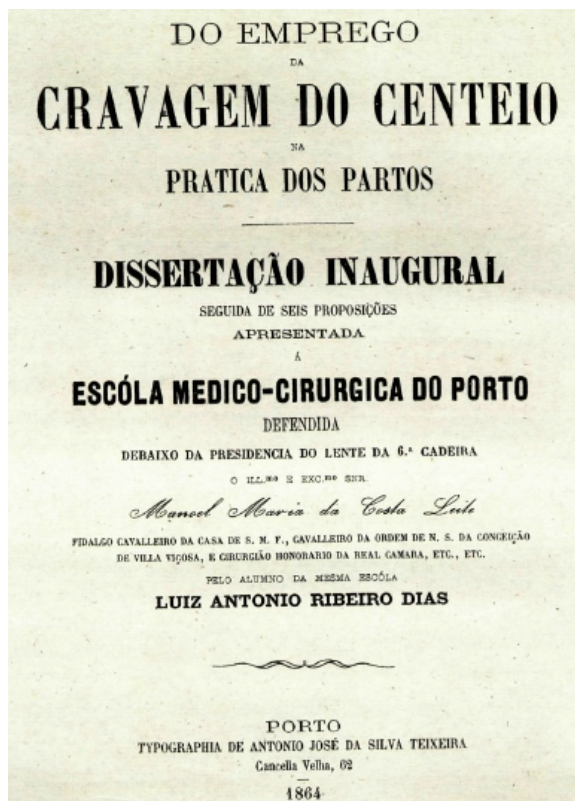 DO EMPREGO
DA
CRAVAGEM DO CENTEIO
NA
PRATICA DOS PARTOS
DISSERTAÇÃO INAUGURAL
SEGUIDA DE SEIS PROPOSIÇÕES
APRESENTADA
Á
ESCÓLA MEDICO-CIRURGICA DO PORTO
DEFENDIDA
DEBAIXO DA PRESIDENCIA DO LENTE DA 6.ª CADEIRA
O ILL.mo E EXC.mo SNR.
Manoel Maria da Costa Leite
FIDALGO CAVALLEIRO DA CASA DE S. M. F., CAVALLEIRO DA ORDEM DE N. S. DA CONCEIÇÃO
DE VILLA VIÇOSA, E CIRURGIÃO HONORARIO DA REAL CAMARA, ETC., ETC.
PELO ALUMNO DA MESMA ESCÓLA
LUIZ ANTONIO RIBEIRO DIAS
PORTO
TYPOGRAPHIA DE ANTONIO JOSÉ DA SILVA TEIXEIRA
Cancella Velha, 62
1864